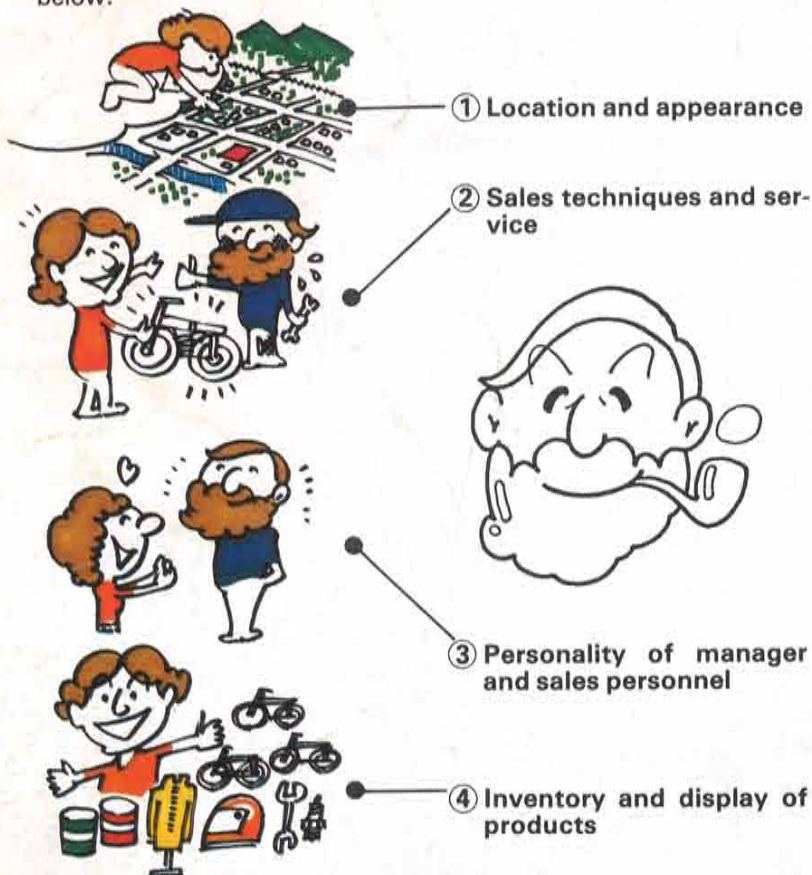 below:
① Location and appearance
② Sales techniques and ser-
vice
③ Personality of manager
and sales personnel
④ Inventory and display of
products